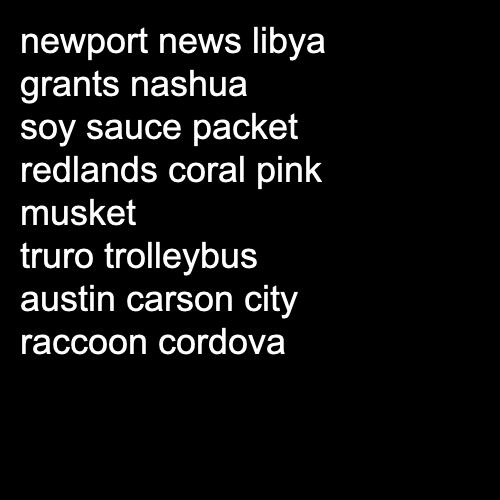 newport news libya
grants nashua
soy sauce packet
redlands coral pink
musket
truro trolleybus
austin carson city
raccoon cordova